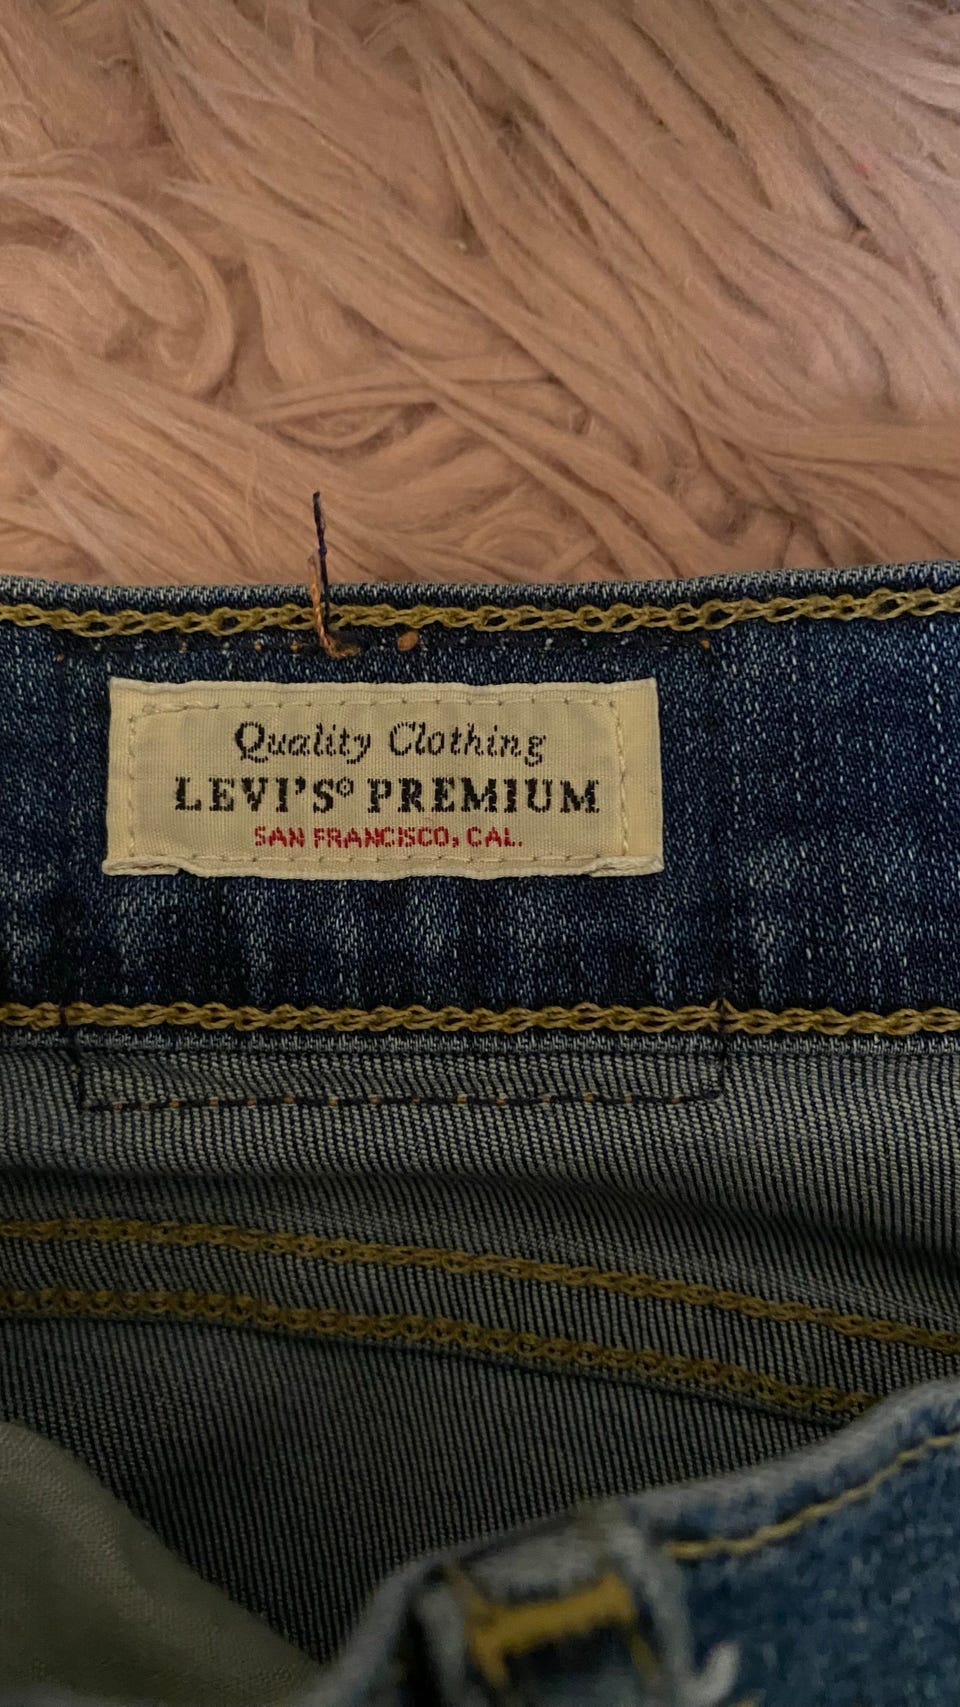 Quality Clothing
LEVI'S® PREMIUM
SAN FRANCISCO, CAL.